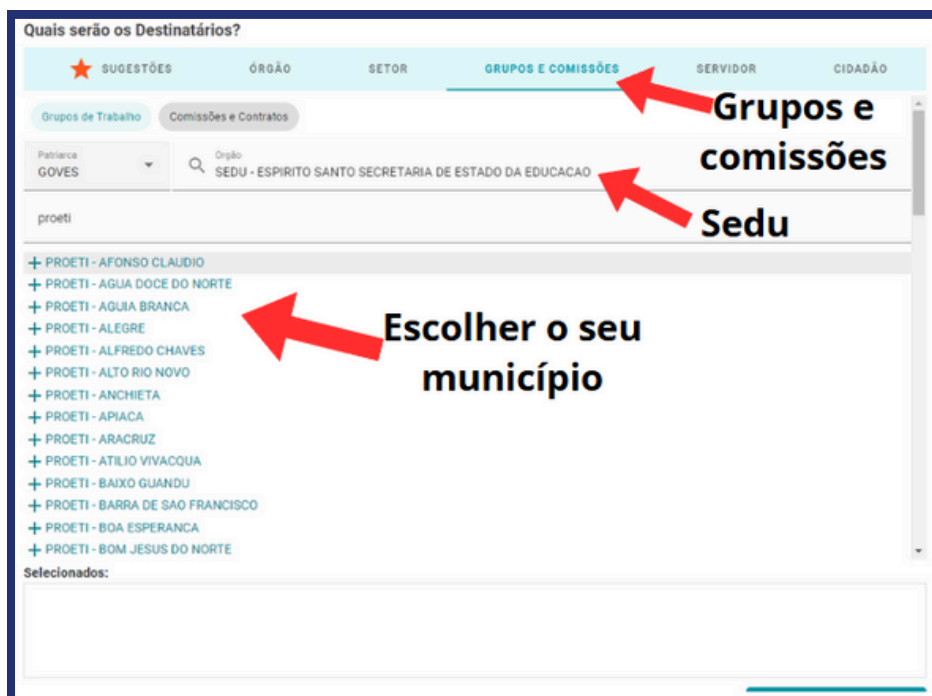 Quais serão os Destinatários?
SUGESTÕES ÓRGÃO SETOR GRUPOS E COMISSÕES SERVIDOR CIDADÃO
Grupos de Trabalho Comissões e Contratos
Grupos e
comissões
Patriarca
GOVES
Órgão
SEDU - ESPIRITO SANTO SECRETARIA DE ESTADO DA EDUCACAO
Sedu
proeti
PROETI - AFONSO CLAUDIO
PROETI - AGUA DOCE DO NORTE
PROETI - AGUIA BRANCA
PROETI - ALEGRE
PROETI - ALFREDO CHAVES
PROETI - ALTO RIO NOVO
PROETI - ANCHIETA
PROETI - APIACA
PROETI - ARACRUZ
PROETI - ATILIO VIVACQUA
PROETI - BAIXO GUANDU
PROETI - BARRA DE SAO FRANCISCO
PROETI - BOA ESPERANCA
PROETI - BOM JESUS DO NORTE
Escolher o seu
município
Selecionados: